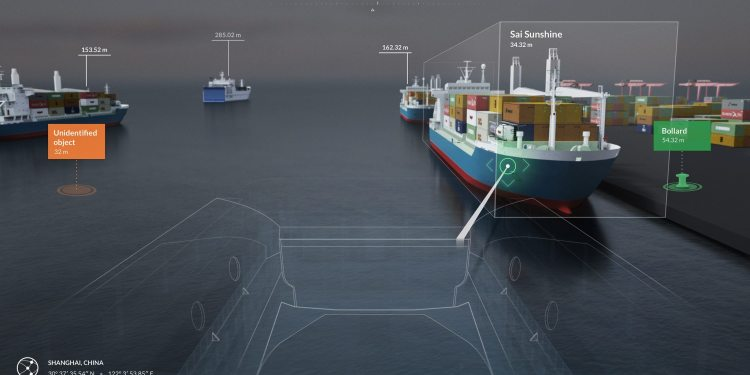 Sai Sunshine
34.32 m
285.02 m
153.52 m
162.32 m
Unidentified
object
32 m
Bollard
54.32 m
SHANGHAI, CHINA